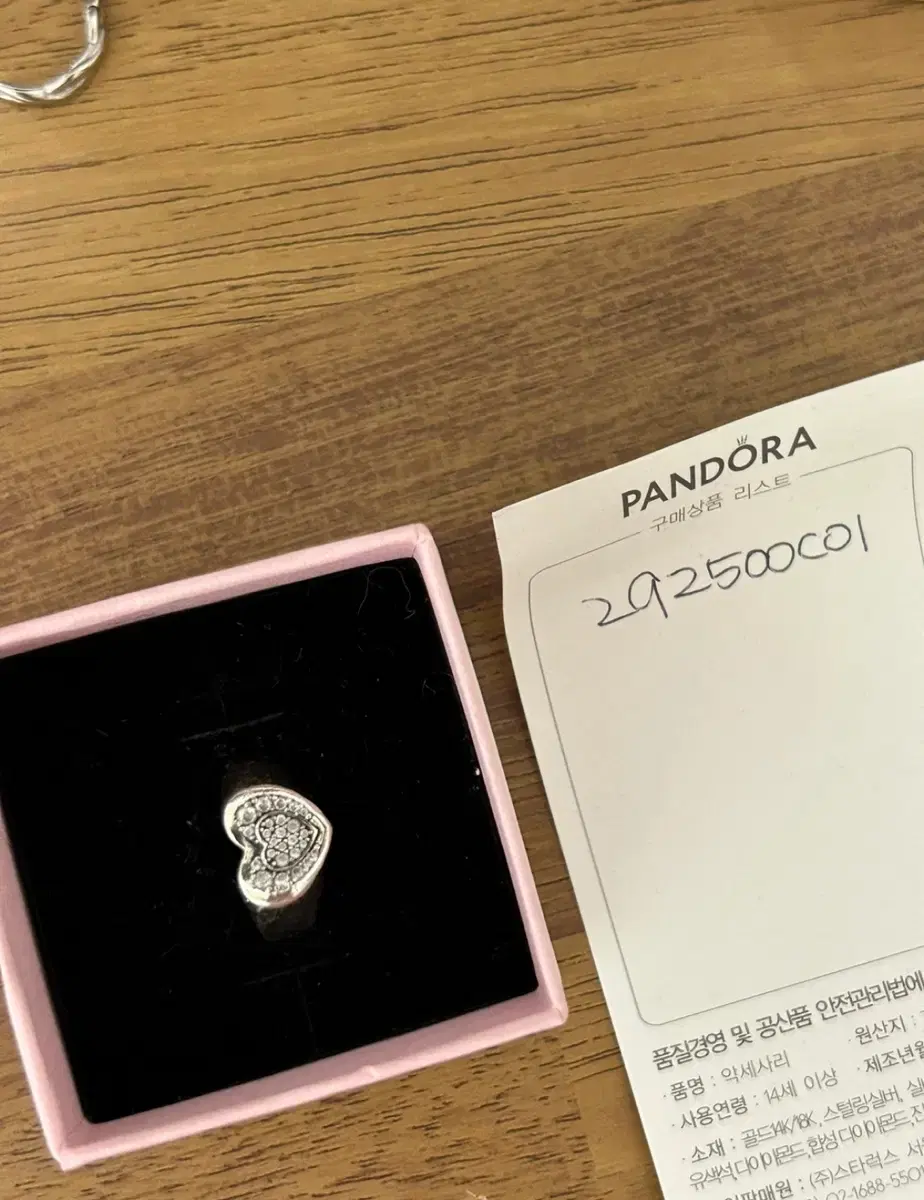 PANDORA
구매상품 리스트
292500C01
품질경영 및 공산품 안전관리법에
· 품명 : 악세사리 · 원산지 :
· 사용연령 : 14세 이상 · 제조년월
· 소재 : 골드14K/18K, 스털링실버,
유색석,다이아몬드,합성다이아몬드,
판매원 : (주)스타럭스
1688-550